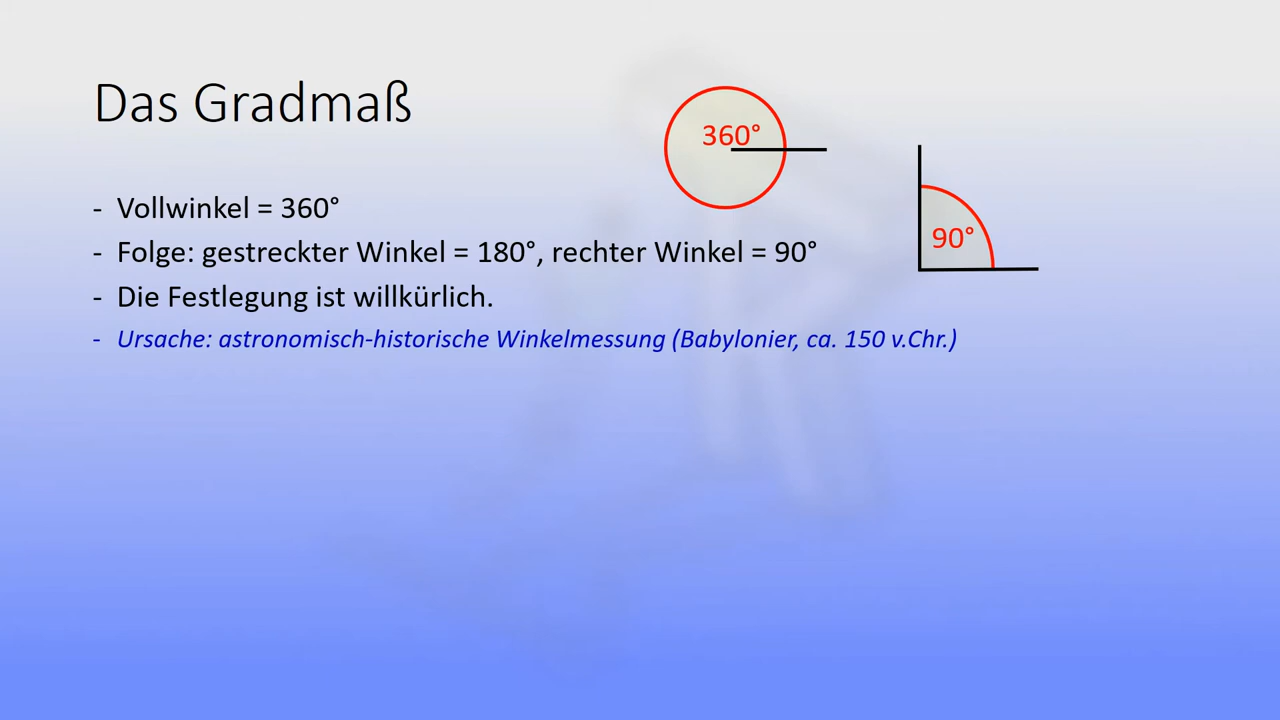 Das Gradmaß
360°
90°
- Vollwinkel = 360°
- Folge: gestreckter Winkel = 180°, rechter Winkel = 90°
- Die Festlegung ist willkürlich.
- Ursache: astronomisch-historische Winkelmessung (Babylonier, ca. 150 v.Chr.)